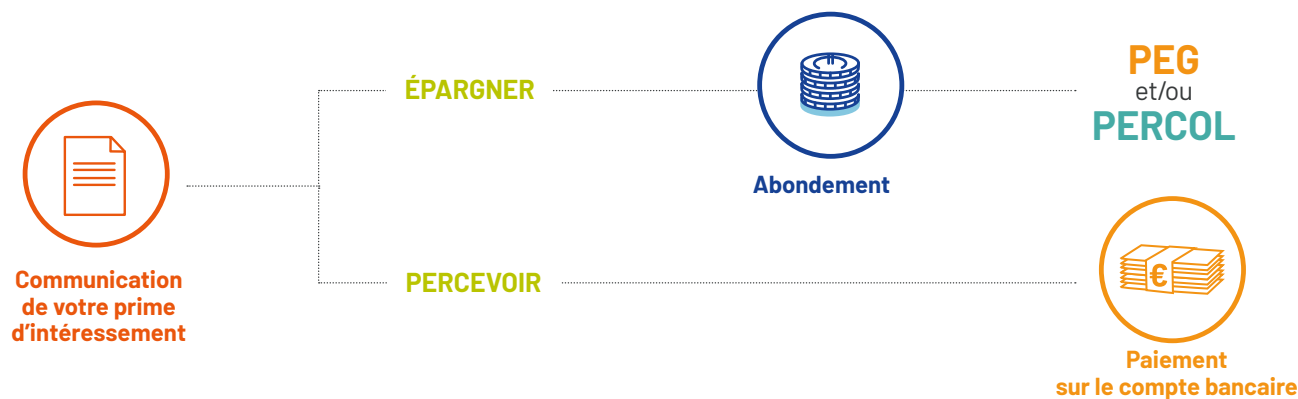 Communication
de votre prime
d'intéressement
ÉPARGNER
Abondement
PEG
et/ou
PERCOL
PERCEVOIR
€
Paiement
sur le compte bancaire